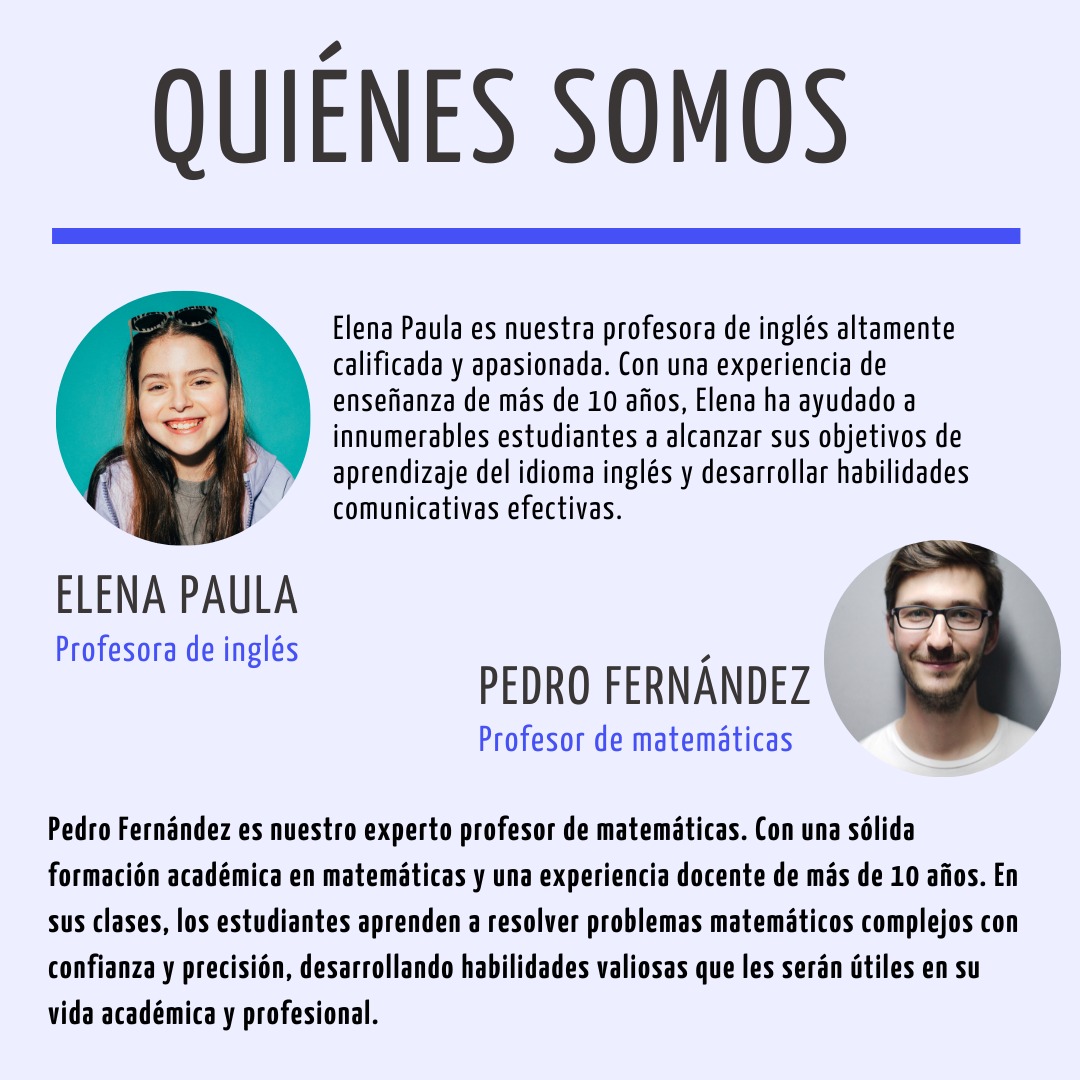 QUIÉNES SOMOS
Elena Paula es nuestra profesora de inglés altamente
calificada y apasionada. Con una experiencia de
enseñanza de más de 10 años, Elena ha ayudado a
innumerables estudiantes a alcanzar sus objetivos de
aprendizaje del idioma inglés y desarrollar habilidades
comunicativas efectivas.
ELENA PAULA
Profesora de inglés
PEDRO FERNÁNDEZ
Profesor de matemáticas
Pedro Fernández es nuestro experto profesor de matemáticas. Con una sólida
formación académica en matemáticas y una experiencia docente de más de 10 años. En
sus clases, los estudiantes aprenden a resolver problemas matemáticos complejos con
confianza y precisión, desarrollando habilidades valiosas que les serán útiles en su
vida académica y profesional.